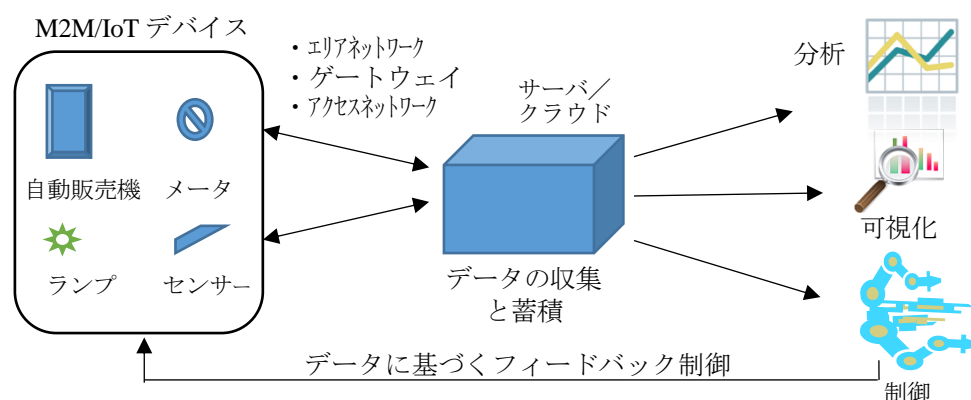 M2M/IoT デバイス
自動販売機
メータ
ランプ
センサー
・エリアネットワーク
・ゲートウェイ
・アクセスネットワーク
サーバ／
クラウド
データの収集
と蓄積
分析
可視化
制御
データに基づくフィードバック制御